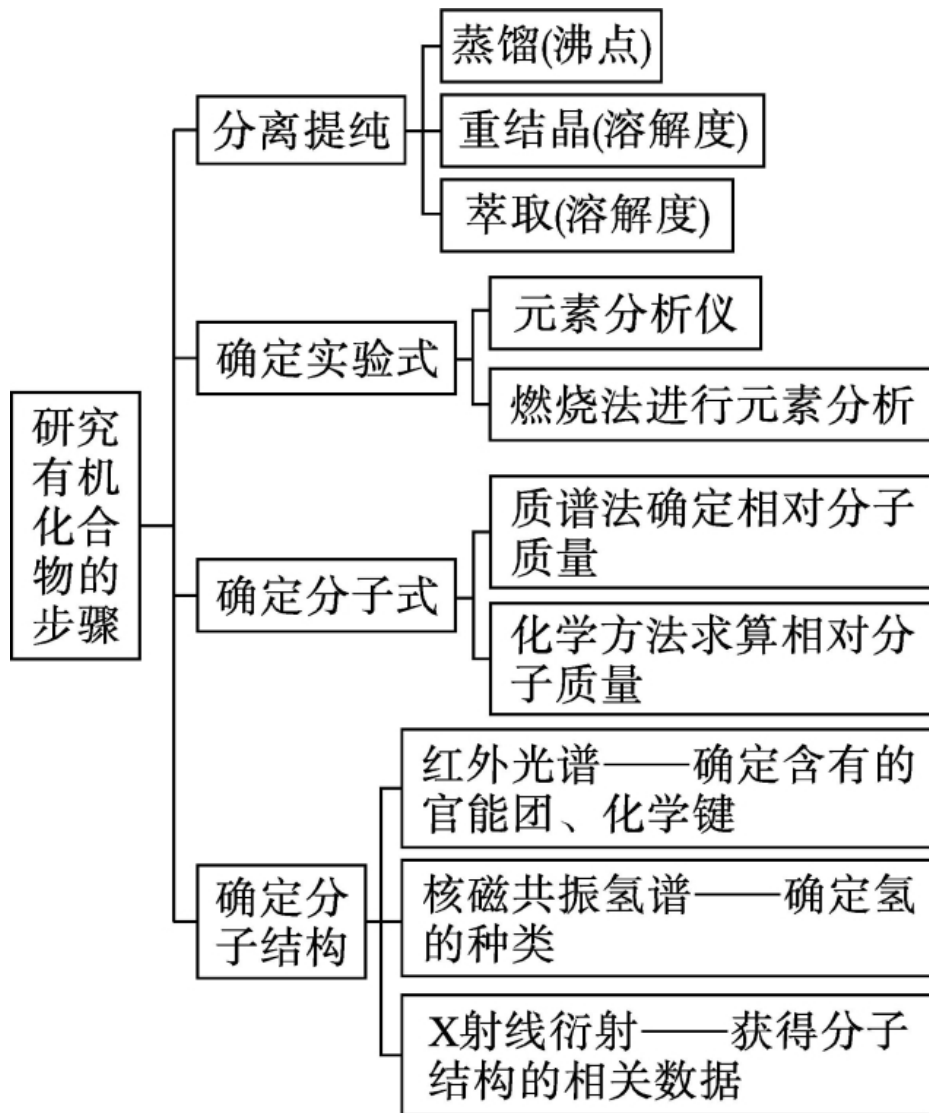 研究
有机
化合
物的
步骤
分离提纯
蒸馏(沸点)
重结晶(溶解度)
萃取(溶解度)
确定实验式
元素分析仪
燃烧法进行元素分析
确定分子式
质谱法确定相对分子
质量
化学方法求算相对分
子质量
确定分
子结构
红外光谱——确定含有的
官能团、化学键
核磁共振氢谱——确定氢
的种类
X射线衍射——获得分子
结构的相关数据